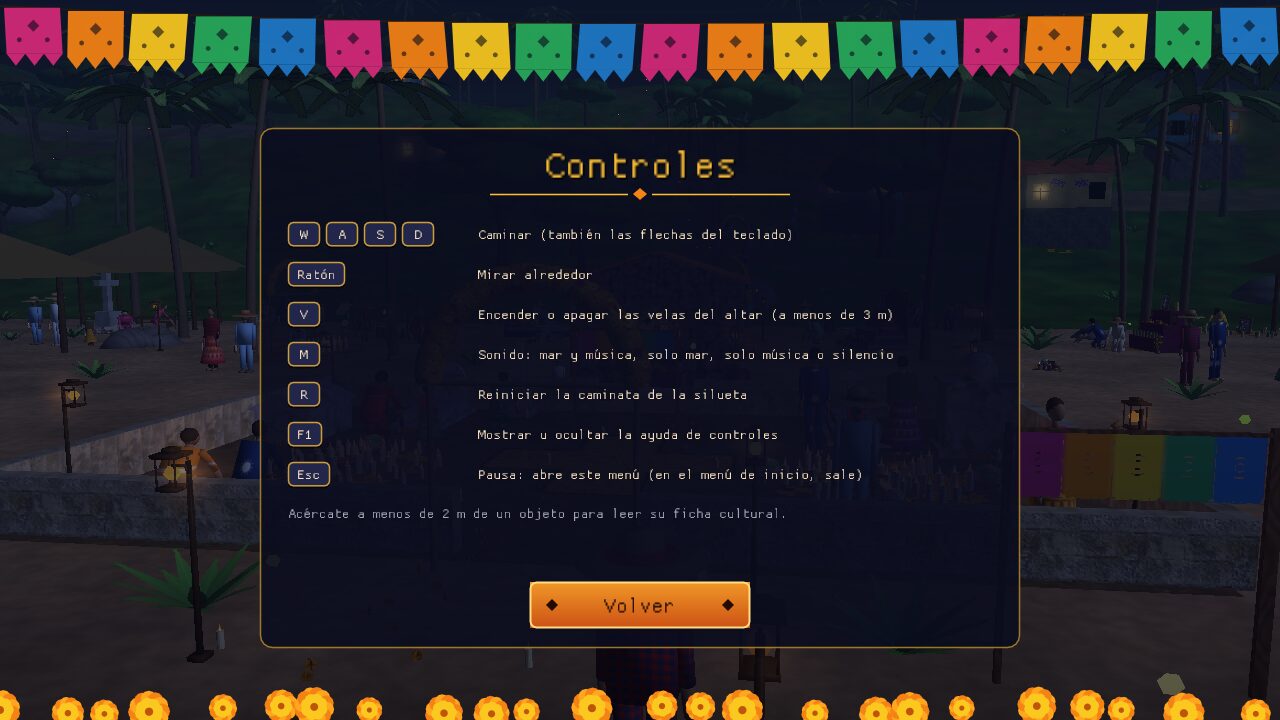 Controles
W A S D Caminar (también las flechas del teclado)
Ratón Mirar alrededor
V Encender o apagar las velas del altar (a menos de 3 m)
M Sonido: mar y música, solo mar, solo música o silencio
R Reiniciar la caminata de la silueta
F1 Mostrar u ocultar la ayuda de controles
Esc Pausa: abre este menú (en el menú de inicio, sale)
Acércate a menos de 2 m de un objeto para leer su ficha cultural.
Volver